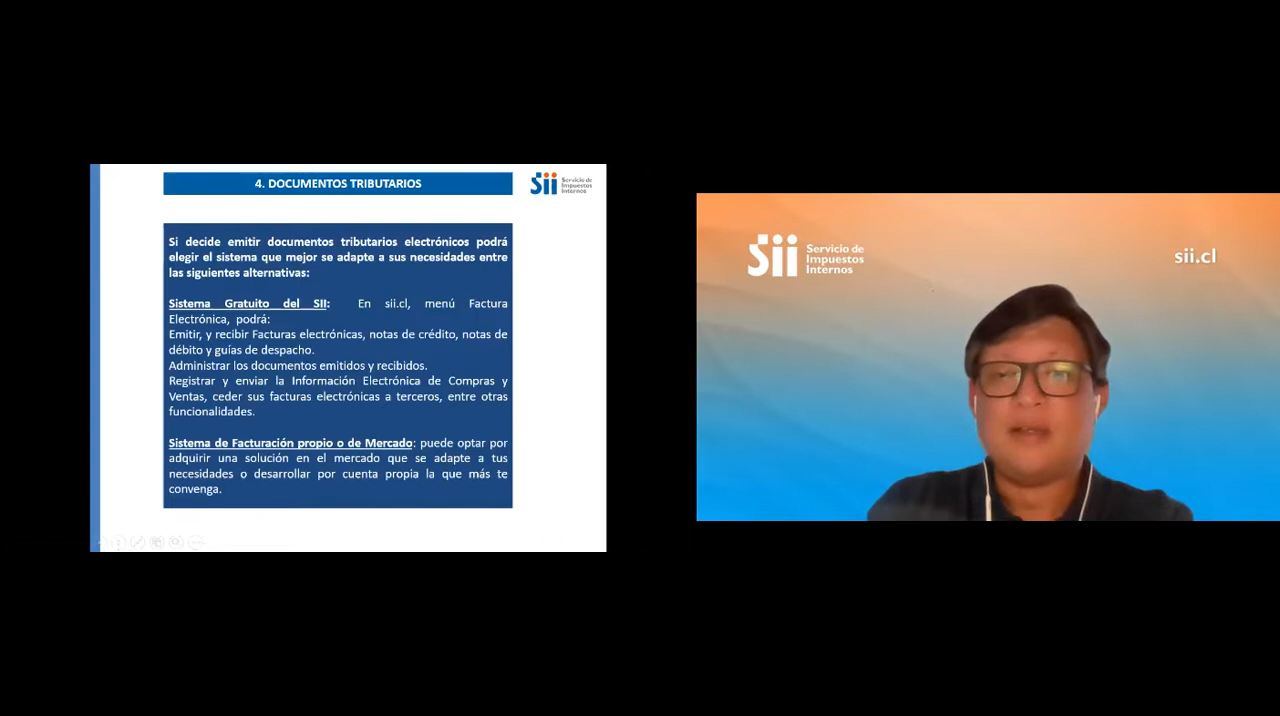 4. DOCUMENTOS TRIBUTARIOS
Sii Servicio de
Impuestos
Internos
Si decide emitir documentos tributarios electrónicos podrá
elegir el sistema que mejor se adapte a sus necesidades entre
las siguientes alternativas:
Sistema Gratuito del SII: En sii.cl, menú Factura
Electrónica, podrá:
Emitir, y recibir Facturas electrónicas, notas de crédito, notas de
débito y guías de despacho.
Administrar los documentos emitidos y recibidos.
Registrar y enviar la Información Electrónica de Compras y
Ventas, ceder sus facturas electrónicas a terceros, entre otras
funcionalidades.
Sistema de Facturación propio o de Mercado: puede optar por
adquirir una solución en el mercado que se adapte a tus
necesidades o desarrollar por cuenta propia la que más te
convenga.
Sii Servicio de
Impuestos
Internos
sii.cl